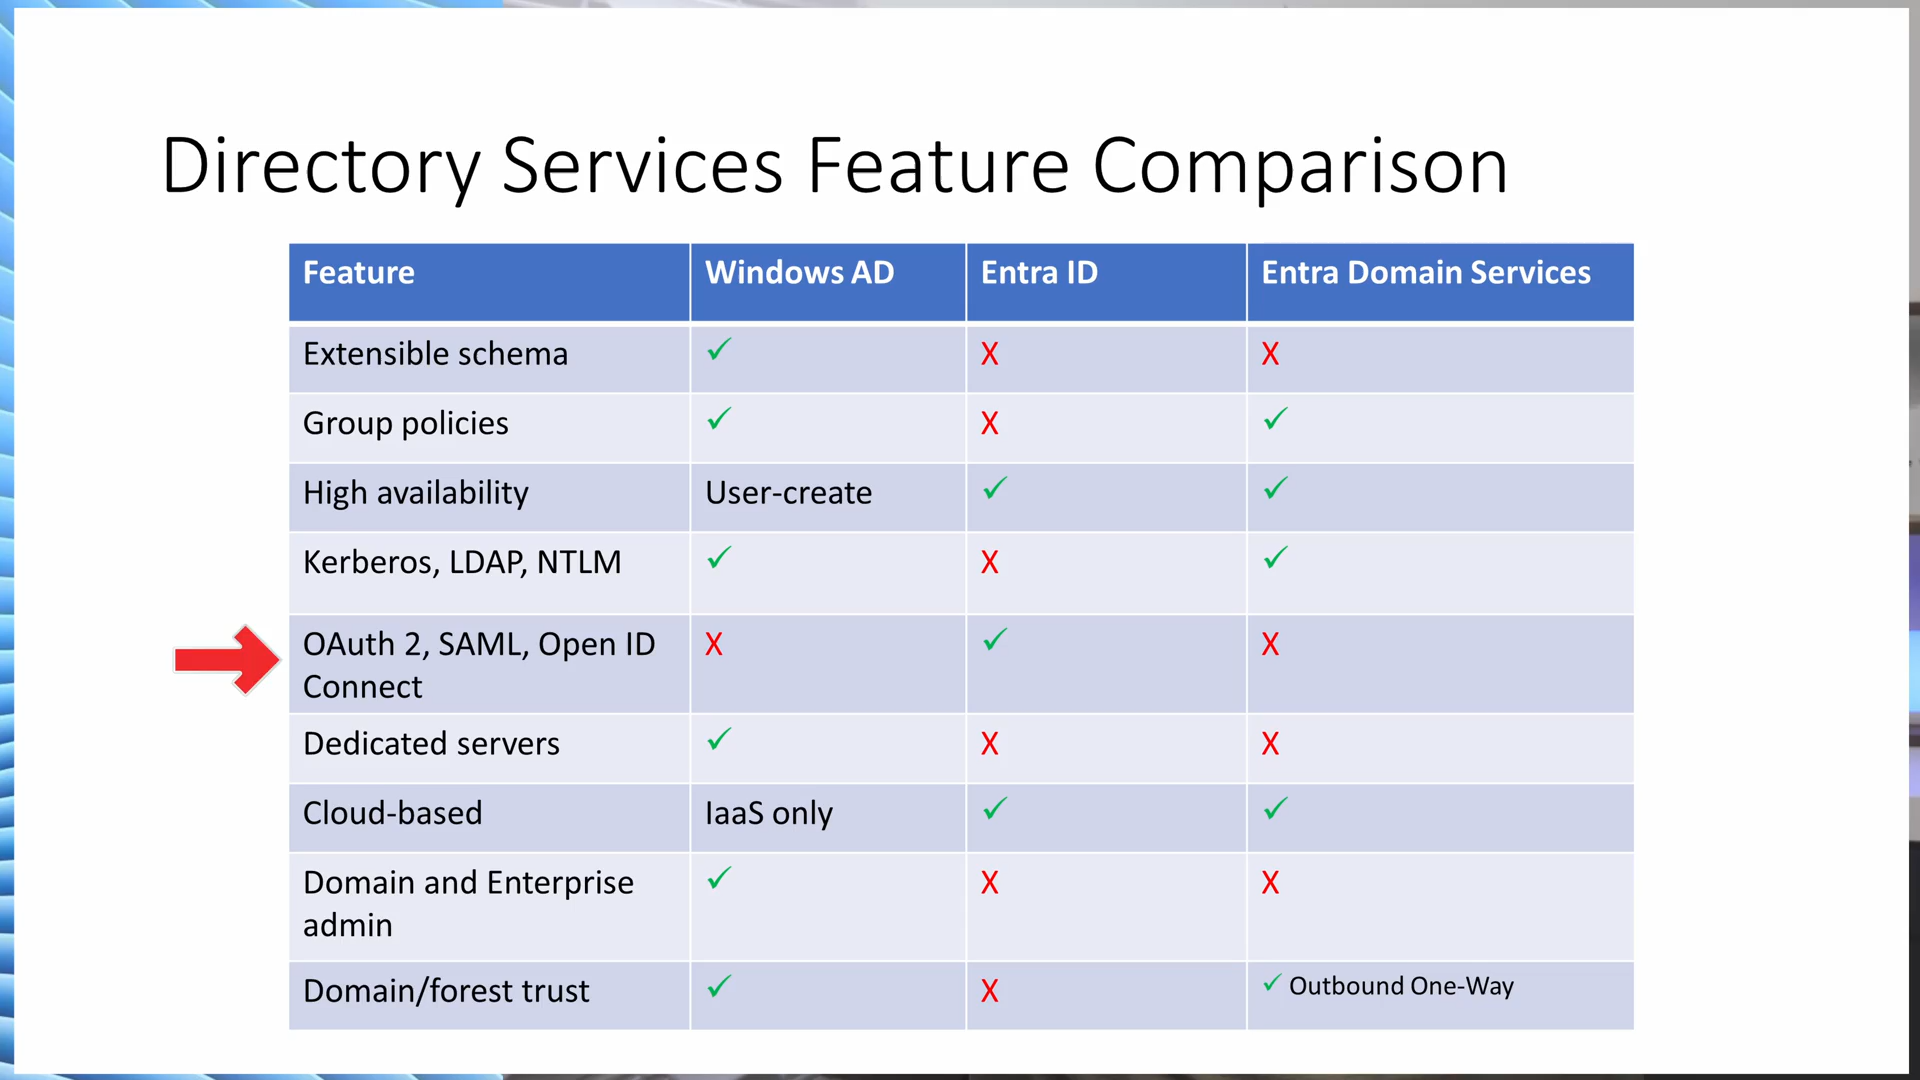 Directory Services Feature Comparison
Feature Windows AD Entra ID Entra Domain Services
Extensible schema ✓ X X
Group policies ✓ X ✓
High availability User-create ✓ ✓
Kerberos, LDAP, NTLM ✓ X ✓
OAuth 2, SAML, Open ID X ✓ X
Connect
Dedicated servers ✓ X X
Cloud-based IaaS only ✓ ✓
Domain and Enterprise ✓ X X
admin
Domain/forest trust ✓ X ✓ Outbound One-Way